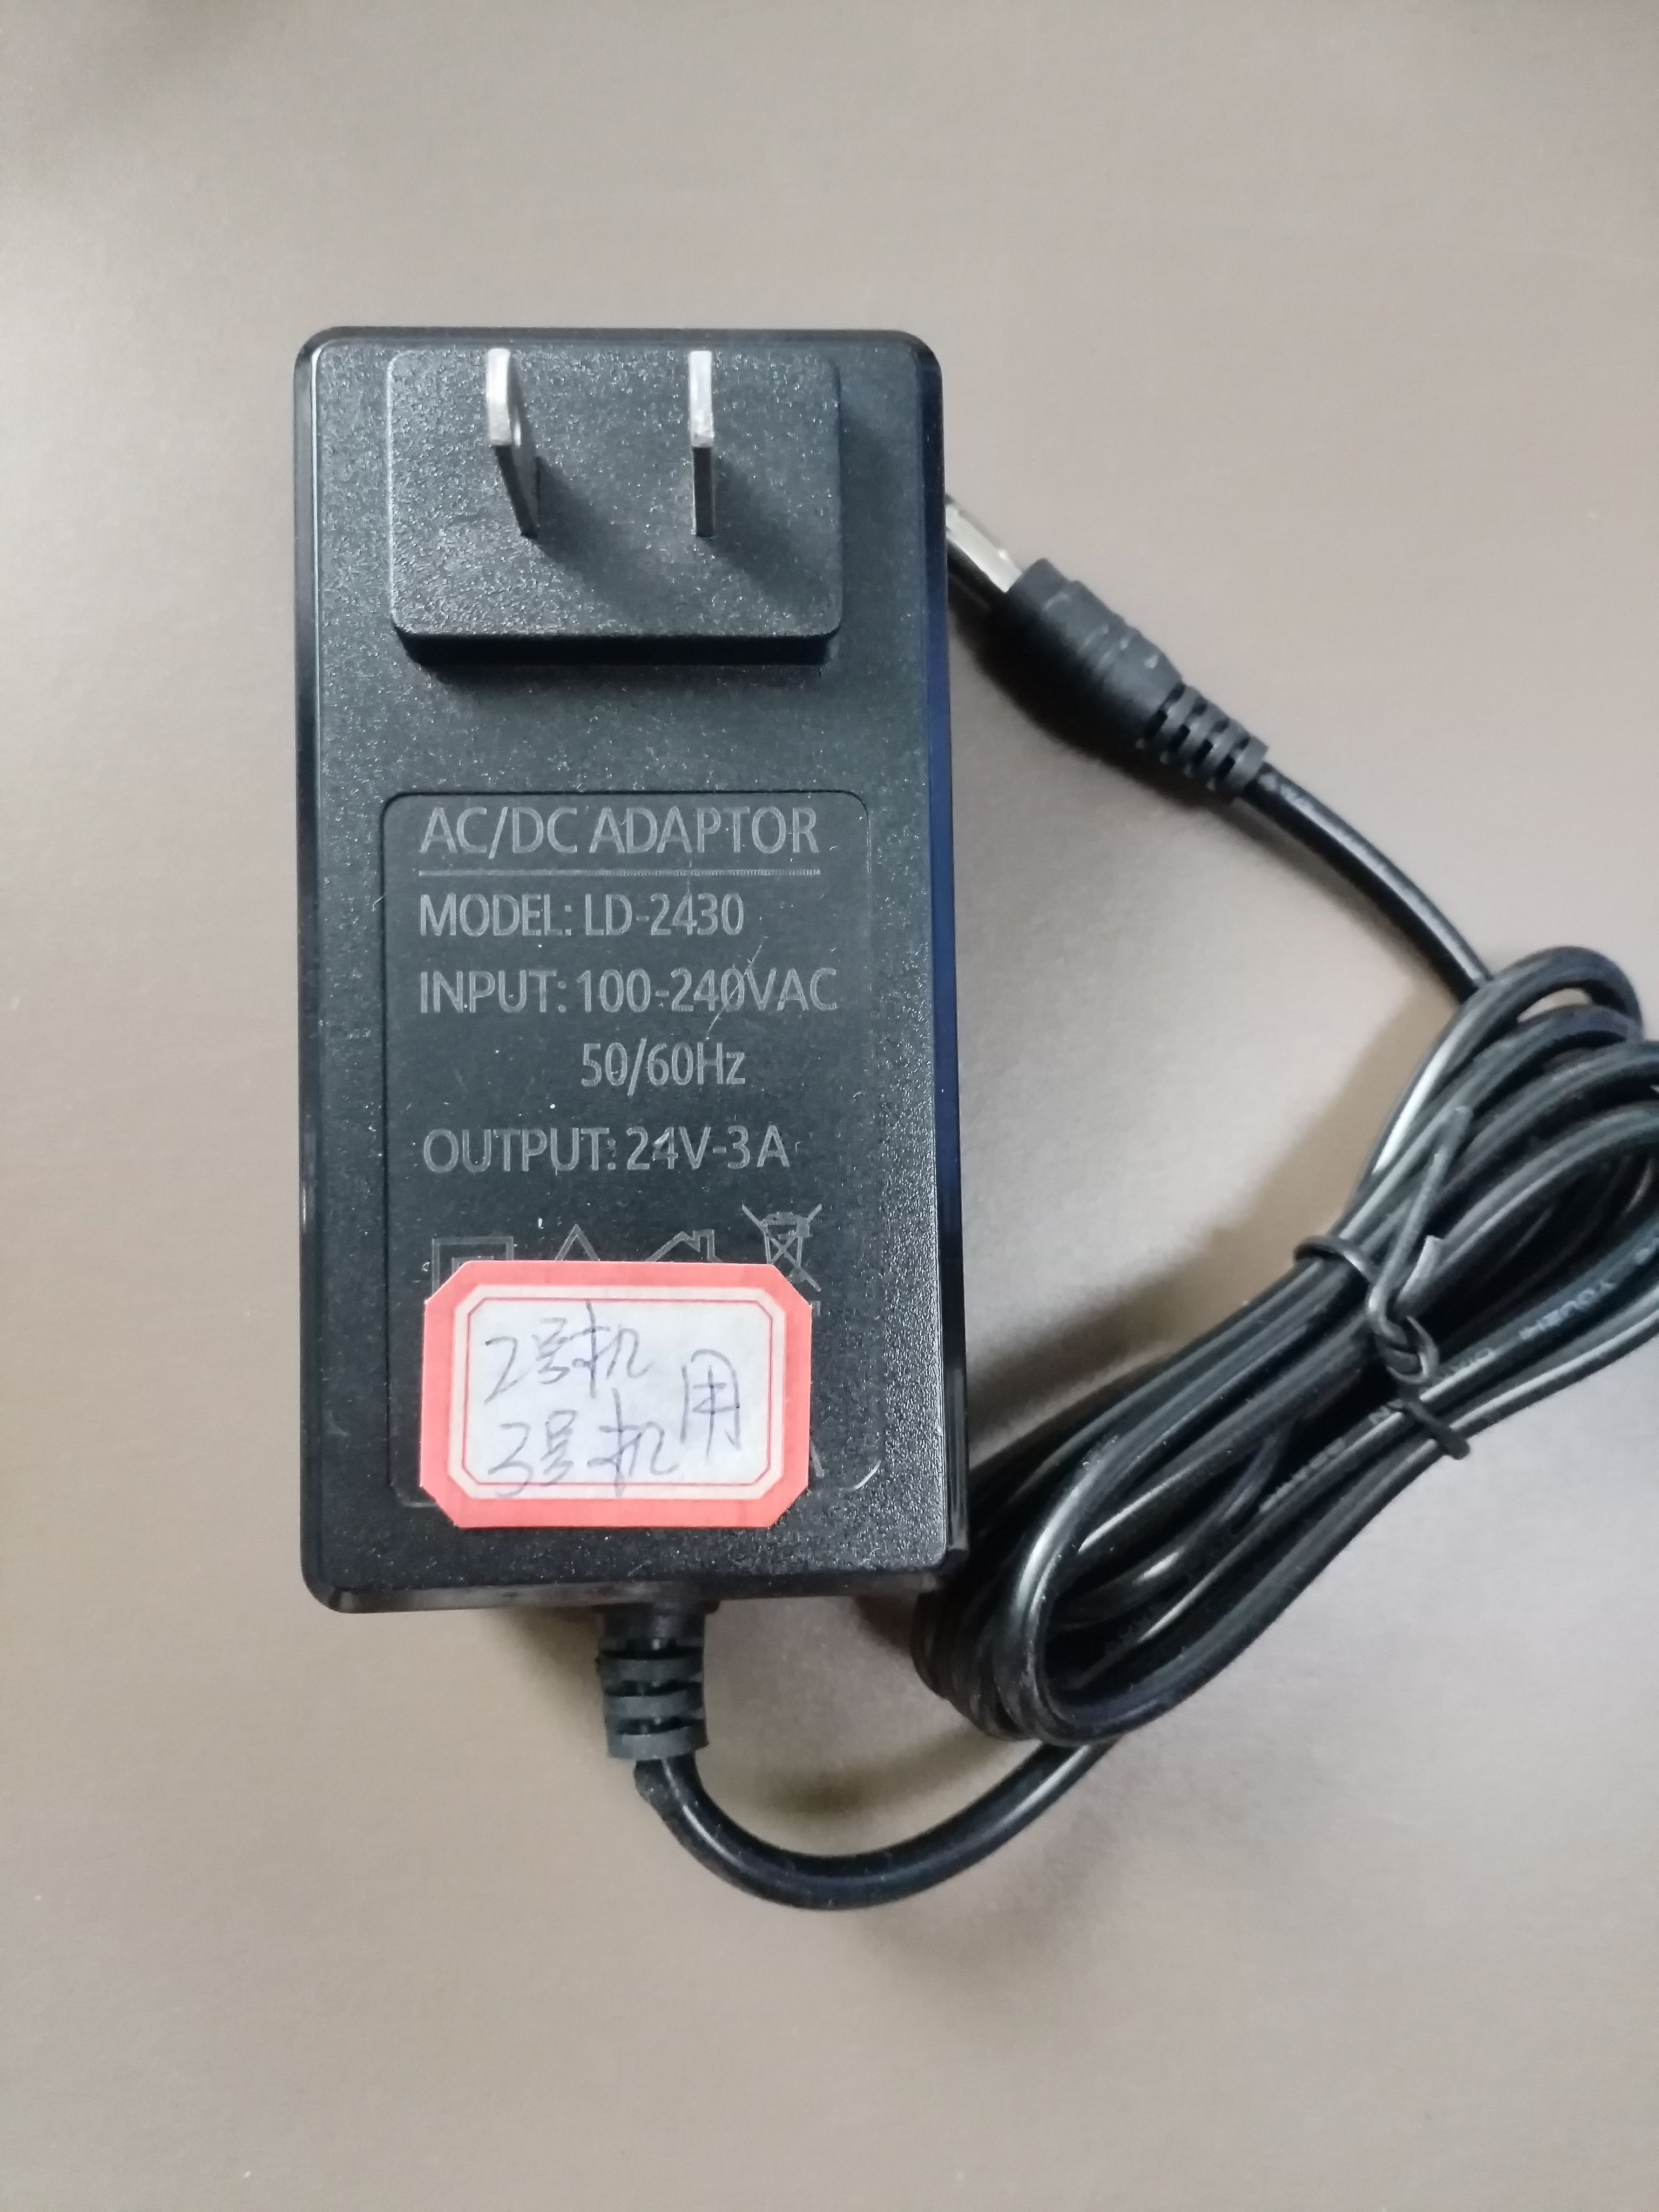 AC/DC ADAPTOR
MODEL: LD-2430
INPUT: 100-240VAC
50/60Hz
OUTPUT: 24V-3A
2号机
3号机
用